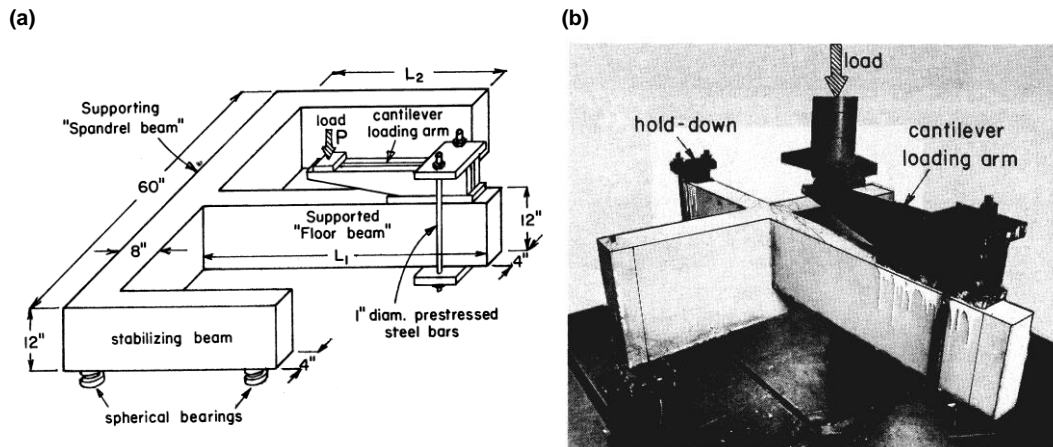 (a)
L₂
Supporting
"Spandrel beam"
load
P
cantilever
loading arm
60"
8"
Supported
"Floor beam"
L₁
12"
4"
1" diam. prestressed
steel bars
12"
stabilizing beam
4"
spherical bearings
(b)
load
hold-down
cantilever
loading arm